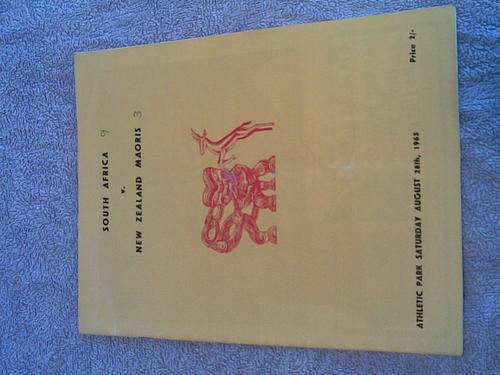 SOUTH AFRICA 9
v.
NEW ZEALAND MAORIS 3
ATHLETIC PARK SATURDAY AUGUST 28th, 1965
Price 2/-